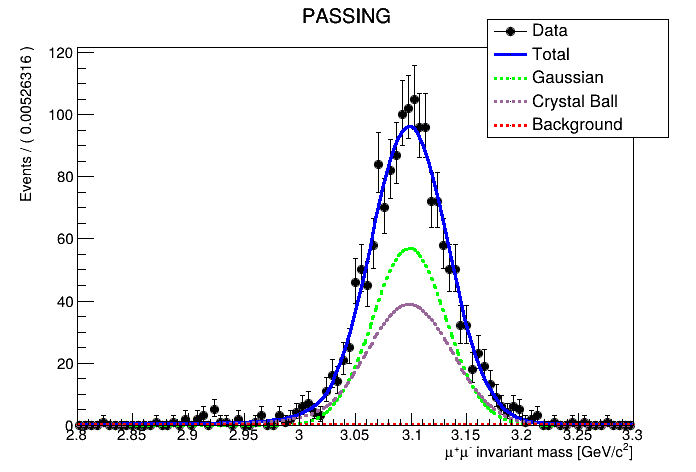 PASSING
Data
Total
Gaussian
Crystal Ball
Background
Events / ( 0.00526316 )
120
100
80
60
40
20
0
2.8 2.85 2.9 2.95 3 3.05 3.1 3.15 3.2 3.25 3.3
μ⁺μ⁻ invariant mass [GeV/c²]